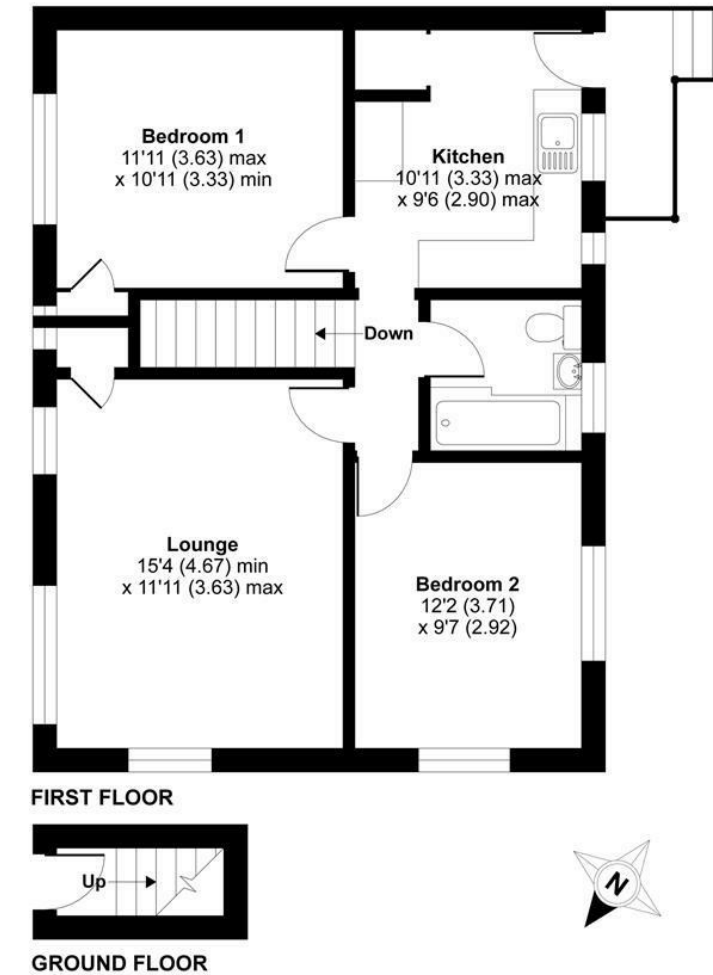 Bedroom 1
11'11 (3.63) max
x 10'11 (3.33) min
Kitchen
10'11 (3.33) max
x 9'6 (2.90) max
Down
Lounge
15'4 (4.67) min
x 11'11 (3.63) max
Bedroom 2
12'2 (3.71)
x 9'7 (2.92)
FIRST FLOOR
Up
N
GROUND FLOOR